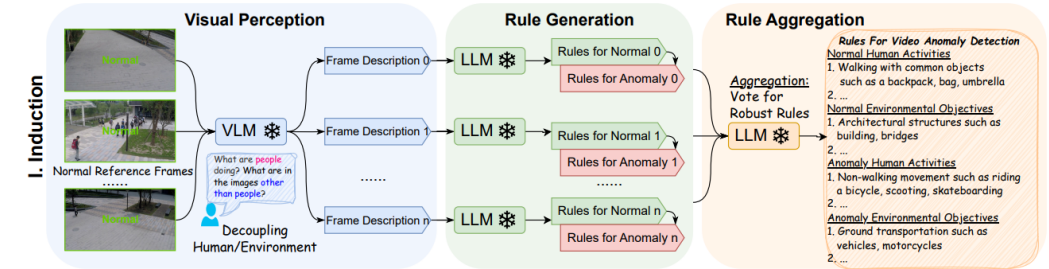 Visual Perception
Rule Generation
Rule Aggregation
I. Induction
Normal
Normal
Normal Reference Frames
......
Normal
VLM
What are people
doing? What are in
the images other
than people?
Decoupling
Human/Environment
Frame Description 0
Frame Description 1
......
Frame Description n
LLM
Rules for Normal 0
Rules for Anomaly 0
LLM
Rules for Normal 1
Rules for Anomaly 1
......
LLM
Rules for Normal n
Rules for Anomaly n
Aggregation:
Vote for
Robust Rules
LLM
Rules For Video Anomaly Detection
Normal Human Activities
1. Walking with common objects
such as a backpack, bag, umbrella
2. ...
Normal Environmental Objectives
1. Architectural structures such as
building, bridges
2. ...
Anomaly Human Activities
1. Non-walking movement such as riding
a bicycle, scooting, skateboarding
2. ...
Anomaly Environmental Objectives
1. Ground transportation such as
vehicles, motorcycles
2. ...